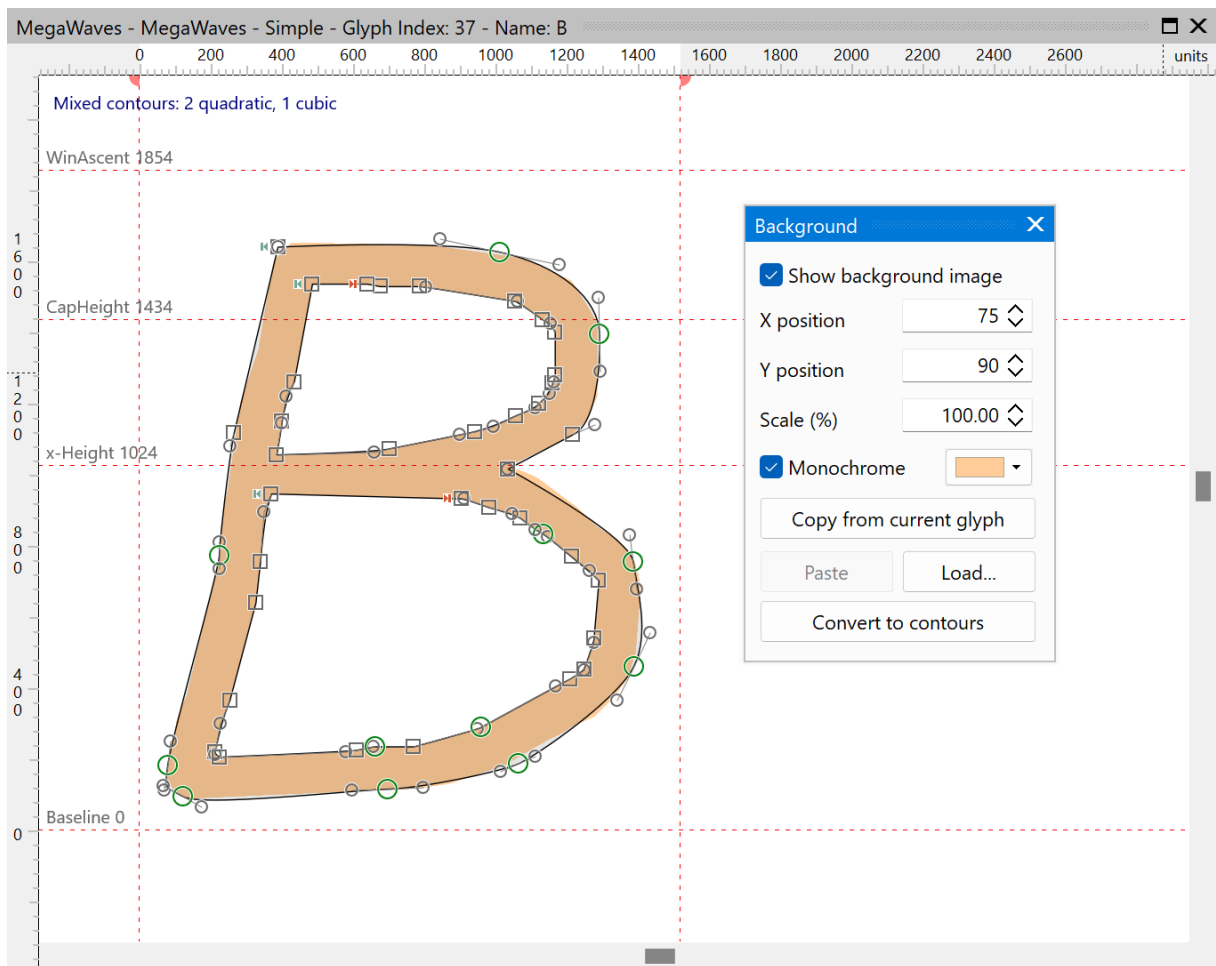 MegaWaves - MegaWaves - Simple - Glyph Index: 37 - Name: B
0 200 400 600 800 1000 1200 1400 1600 1800 2000 2200 2400 2600 units
Mixed contours: 2 quadratic, 1 cubic
WinAscent 1854
1600
CapHeight 1434
1200
x-Height 1024
800
400
Baseline 0
0
Background
Show background image
X position 75
Y position 90
Scale (%) 100.00
Monochrome
Copy from current glyph
Paste Load...
Convert to contours